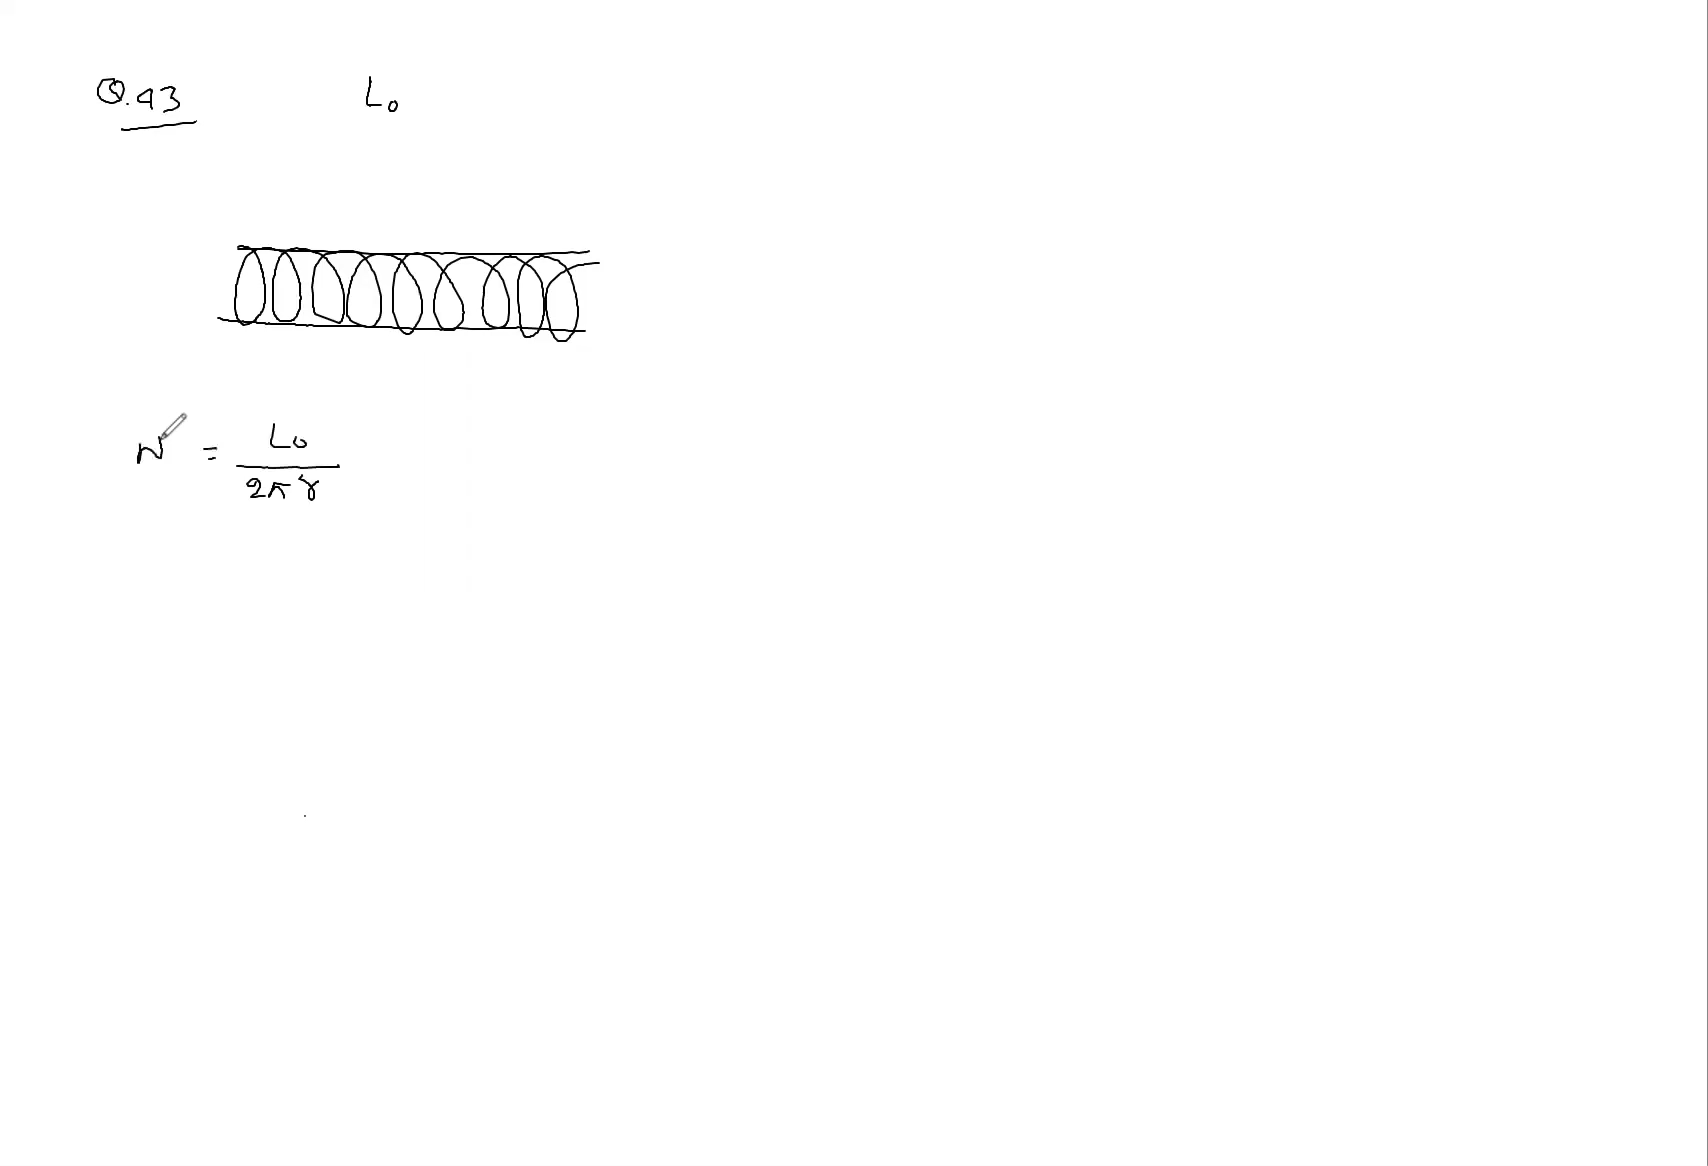 Q.43
L₀
N = L₀ / 2πr